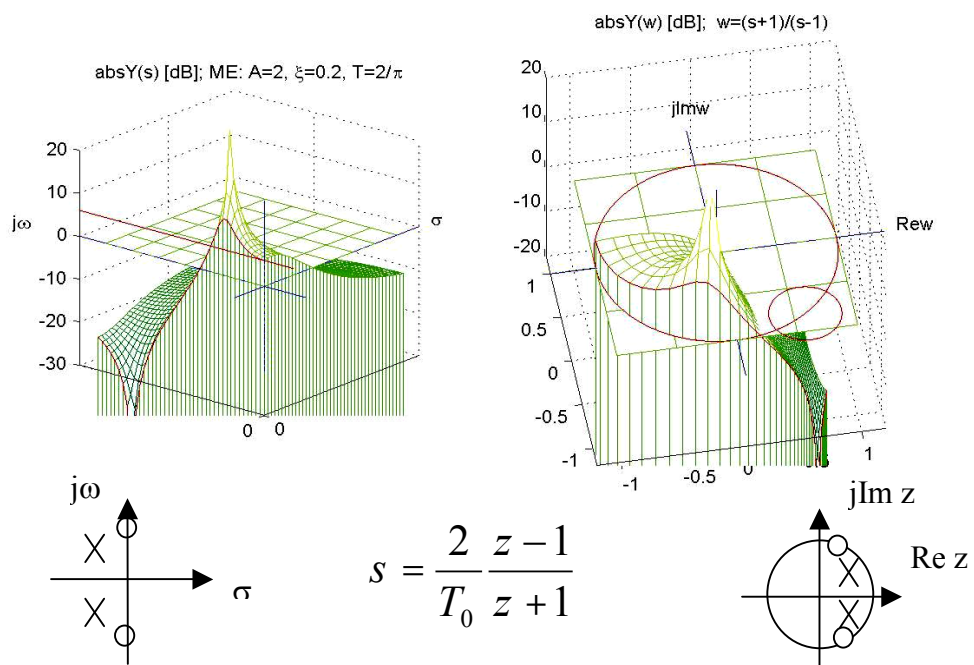 absY(s) [dB]; ME: A=2, ξ=0.2, T=2/π
20
10
jω
0
-10
-20
-30
0 0
σ
absY(w) [dB]; w=(s+1)/(s-1)
20
10
0
-10
-20
jImw
Rew
1
0.5
0
-0.5
-1
-1
-0.5
0
1
jω
σ
s = 2/T₀ z − 1/z + 1
jIm z
Re z